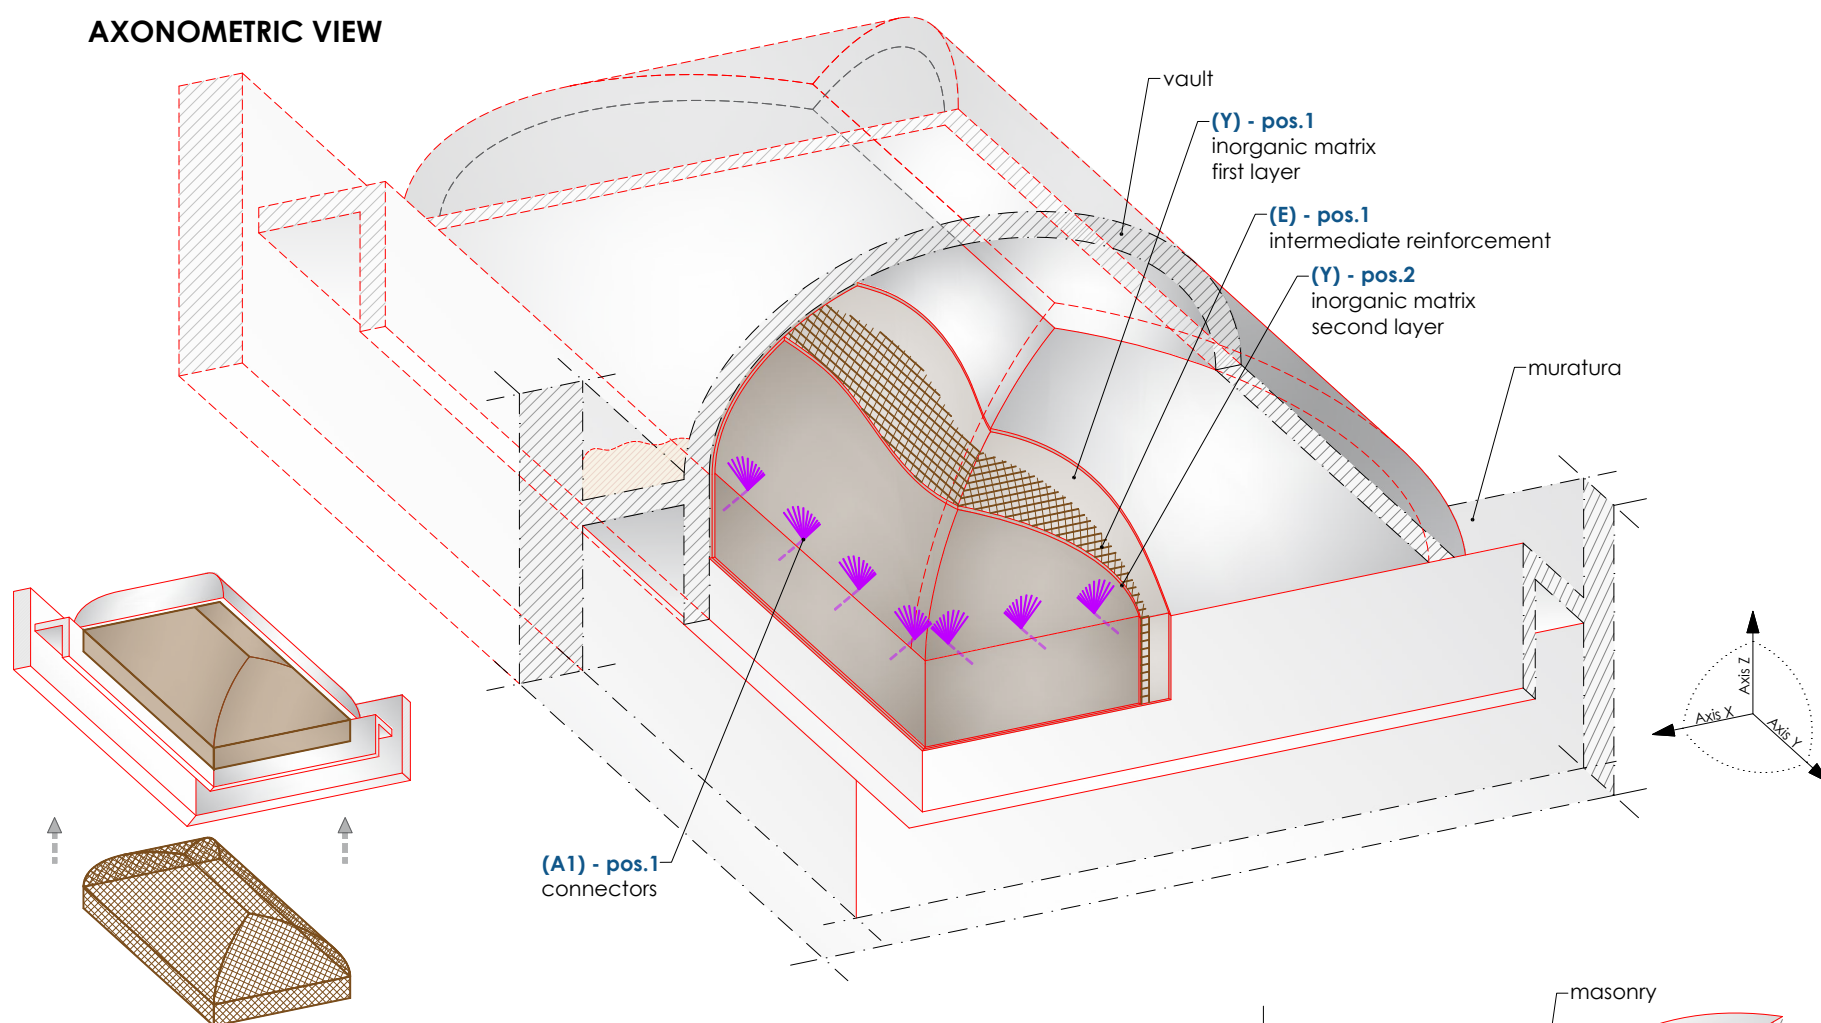 AXONOMETRIC VIEW
vault
(Y) - pos.1
inorganic matrix
first layer
(E) - pos.1
intermediate reinforcement
(Y) - pos.2
inorganic matrix
second layer
muratura
Axis Z
Axis X
Axis Y
(A1) - pos.1
connectors
masonry